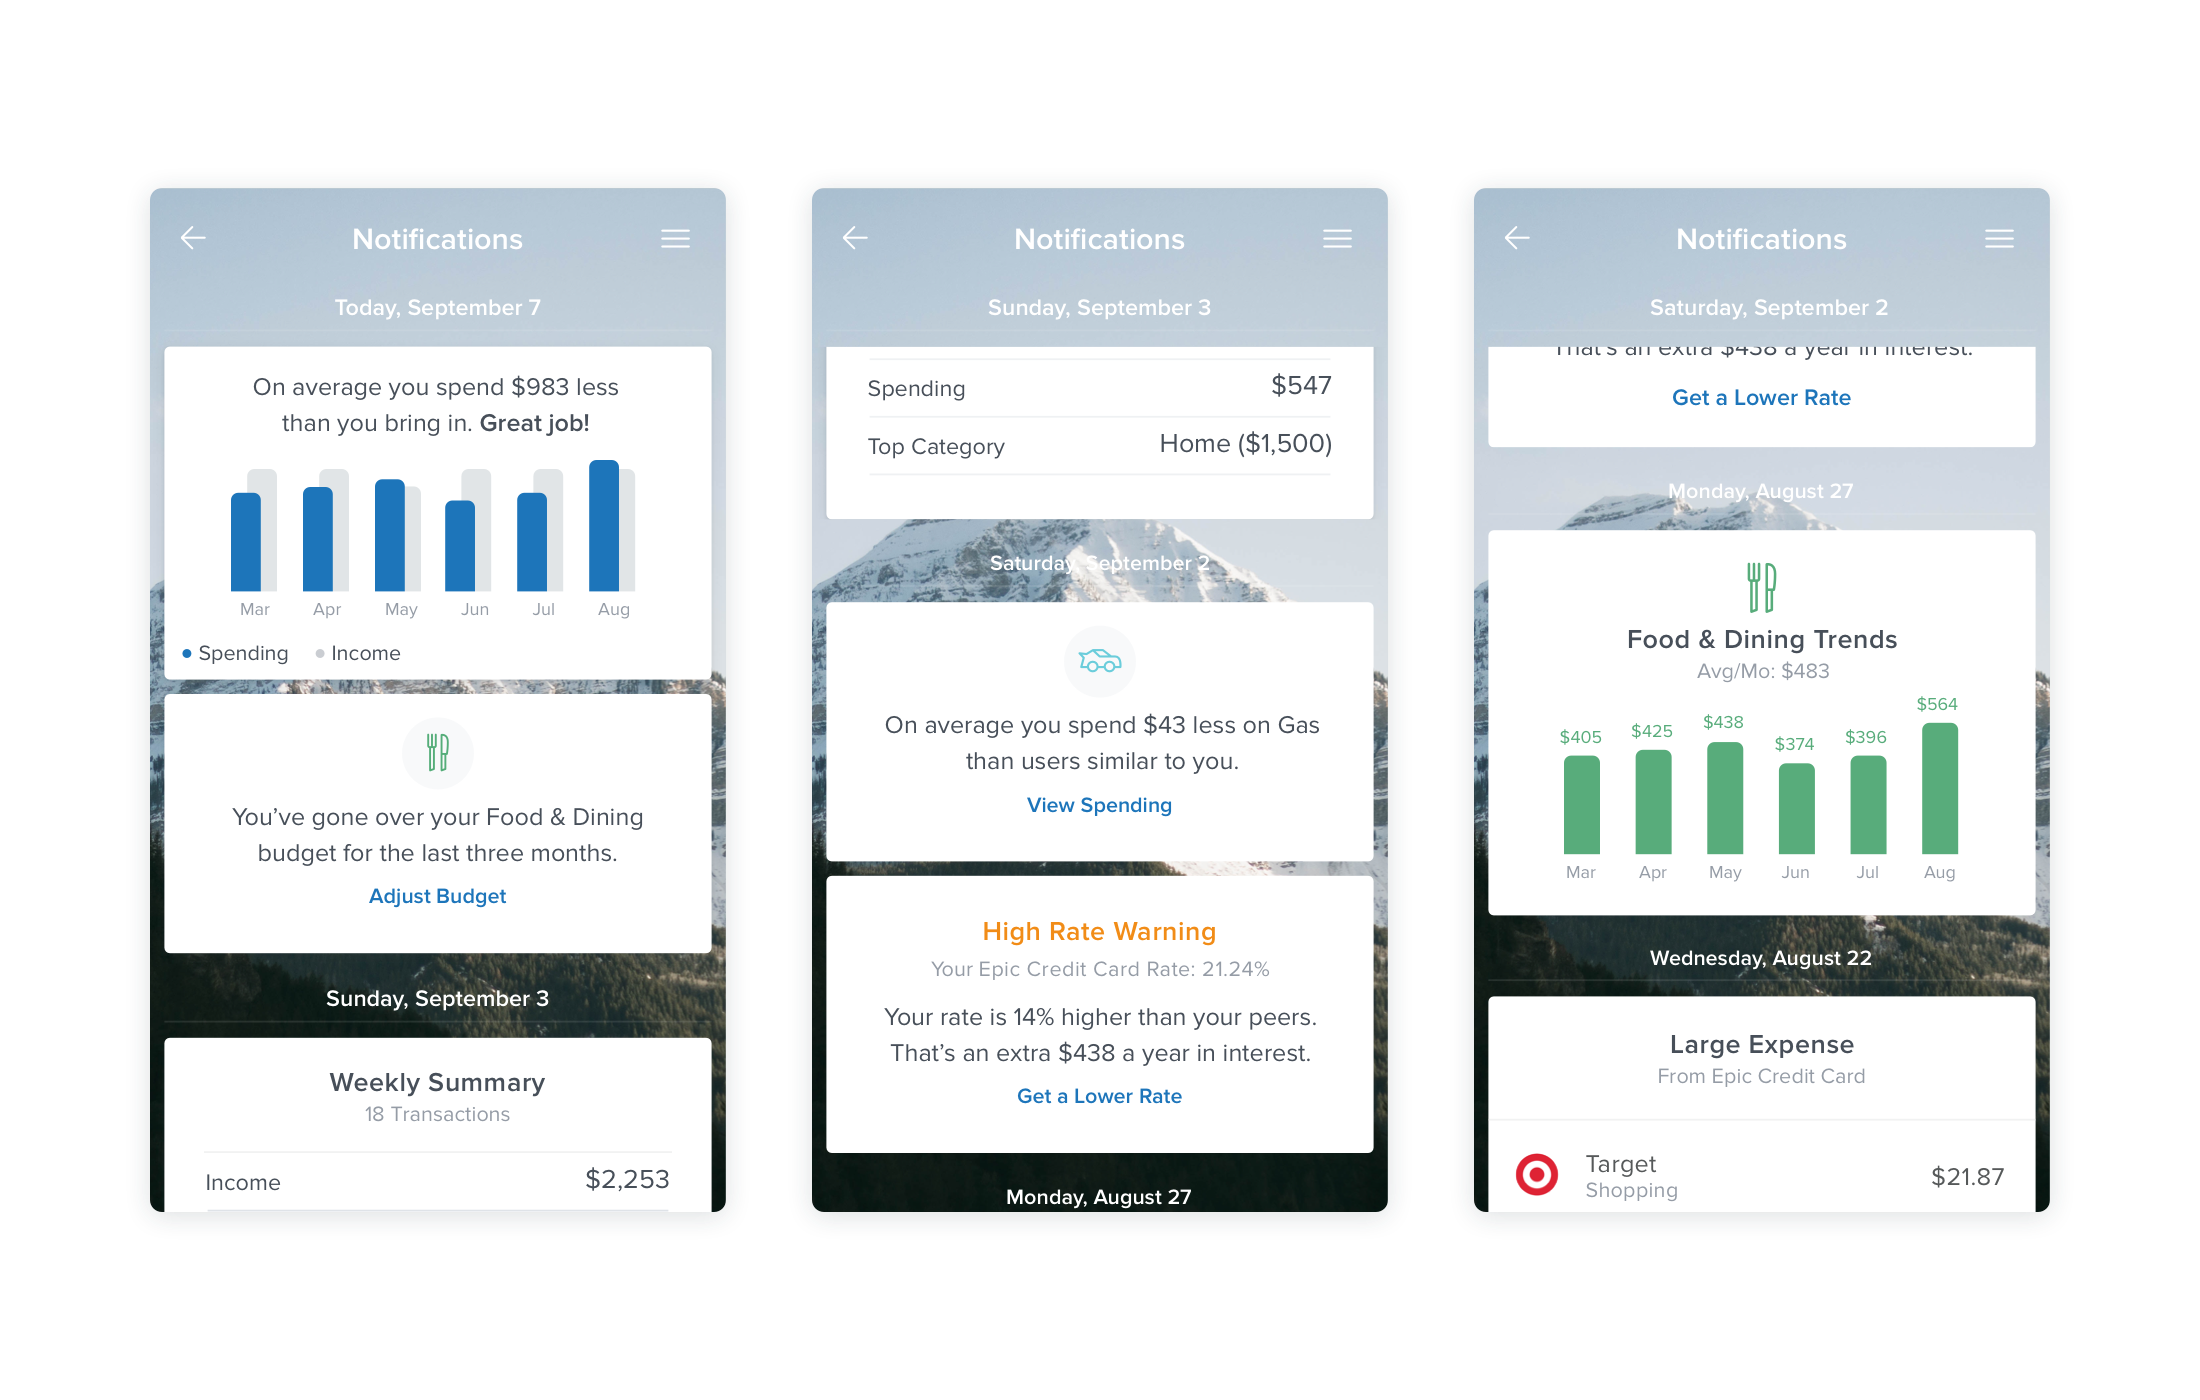 Notifications
Today, September 7
On average you spend $983 less
than you bring in. Great job!
Mar Apr May Jun Jul Aug
Spending Income
You’ve gone over your Food & Dining
budget for the last three months.
Adjust Budget
Sunday, September 3
Weekly Summary
18 Transactions
Income $2,253
Notifications
Sunday, September 3
Spending $547
Top Category Home ($1,500)
Saturday, September 2
On average you spend $43 less on Gas
than users similar to you.
View Spending
High Rate Warning
Your Epic Credit Card Rate: 21.24%
Your rate is 14% higher than your peers.
That’s an extra $438 a year in interest.
Get a Lower Rate
Monday, August 27
Notifications
Saturday, September 2
That’s an extra $438 a year in interest.
Get a Lower Rate
Monday, August 27
Food & Dining Trends
Avg/Mo: $483
$405 $425 $438 $374 $396 $564
Mar Apr May Jun Jul Aug
Wednesday, August 22
Large Expense
From Epic Credit Card
Target $21.87
Shopping